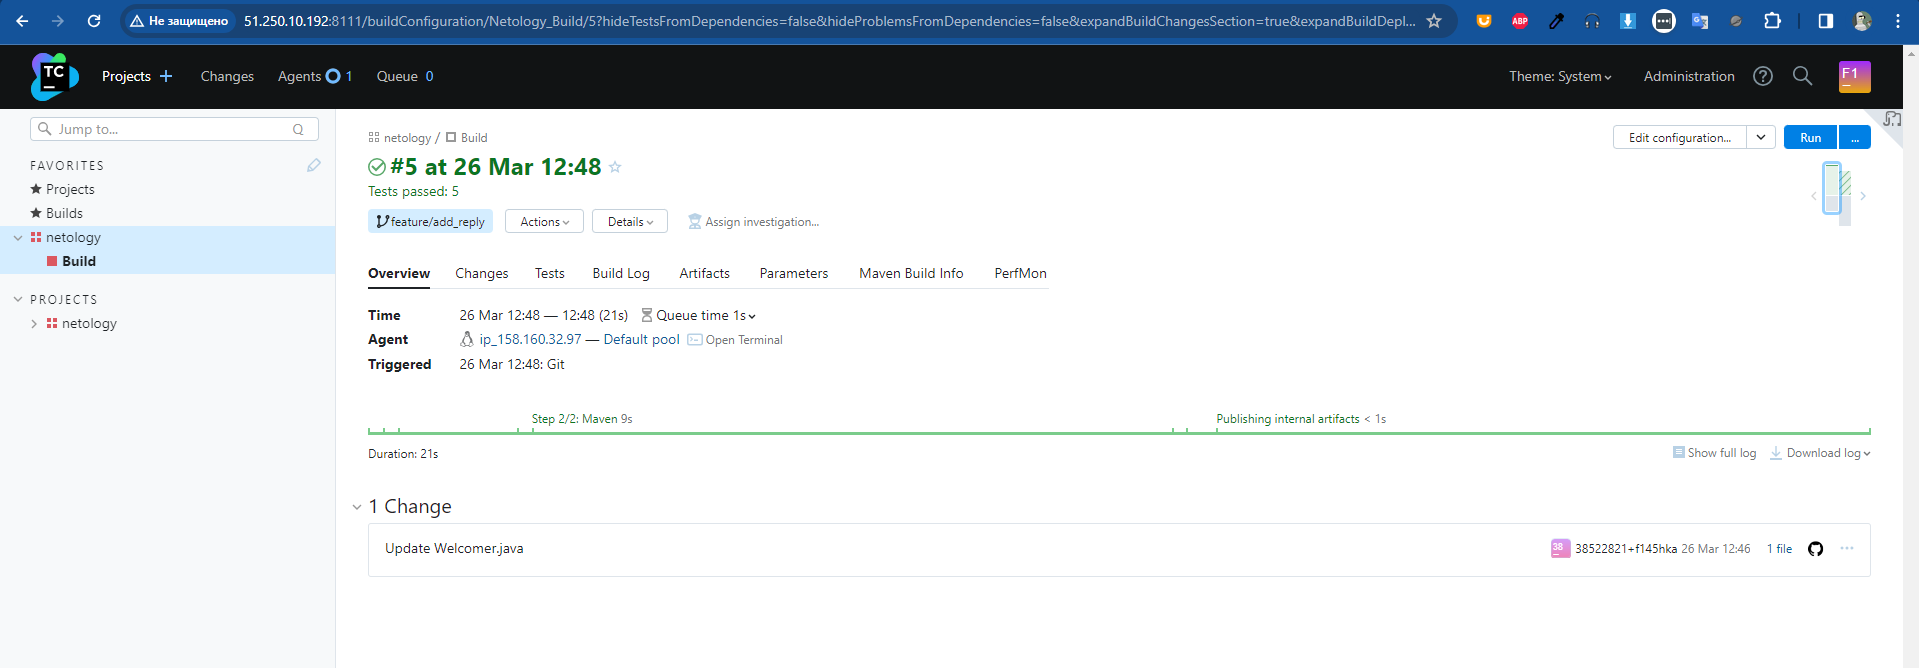 Не защищено 51.250.10.192:8111/buildConfiguration/Netology_Build/5?hideTestsFromDependencies=false&hideProblemsFromDependencies=false&expandBuildChangesSection=true&expandBuildDepl...
ABP
TC Projects Changes Agents 1 Queue 0 Theme: System Administration F1
Jump to... Q
FAVORITES
Projects
Builds
netology
Build
PROJECTS
netology
netology / Build
Edit configuration... Run ...
#5 at 26 Mar 12:48
Tests passed: 5
feature/add_reply Actions Details Assign investigation...
Overview Changes Tests Build Log Artifacts Parameters Maven Build Info PerfMon
Time 26 Mar 12:48 — 12:48 (21s) Queue time 1s
Agent ip_158.160.32.97 — Default pool Open Terminal
Triggered 26 Mar 12:48: Git
Step 2/2: Maven 9s Publishing internal artifacts < 1s
Duration: 21s Show full log Download log
1 Change
Update Welcomer.java 38 38522821+f145hka 26 Mar 12:46 1 file ...